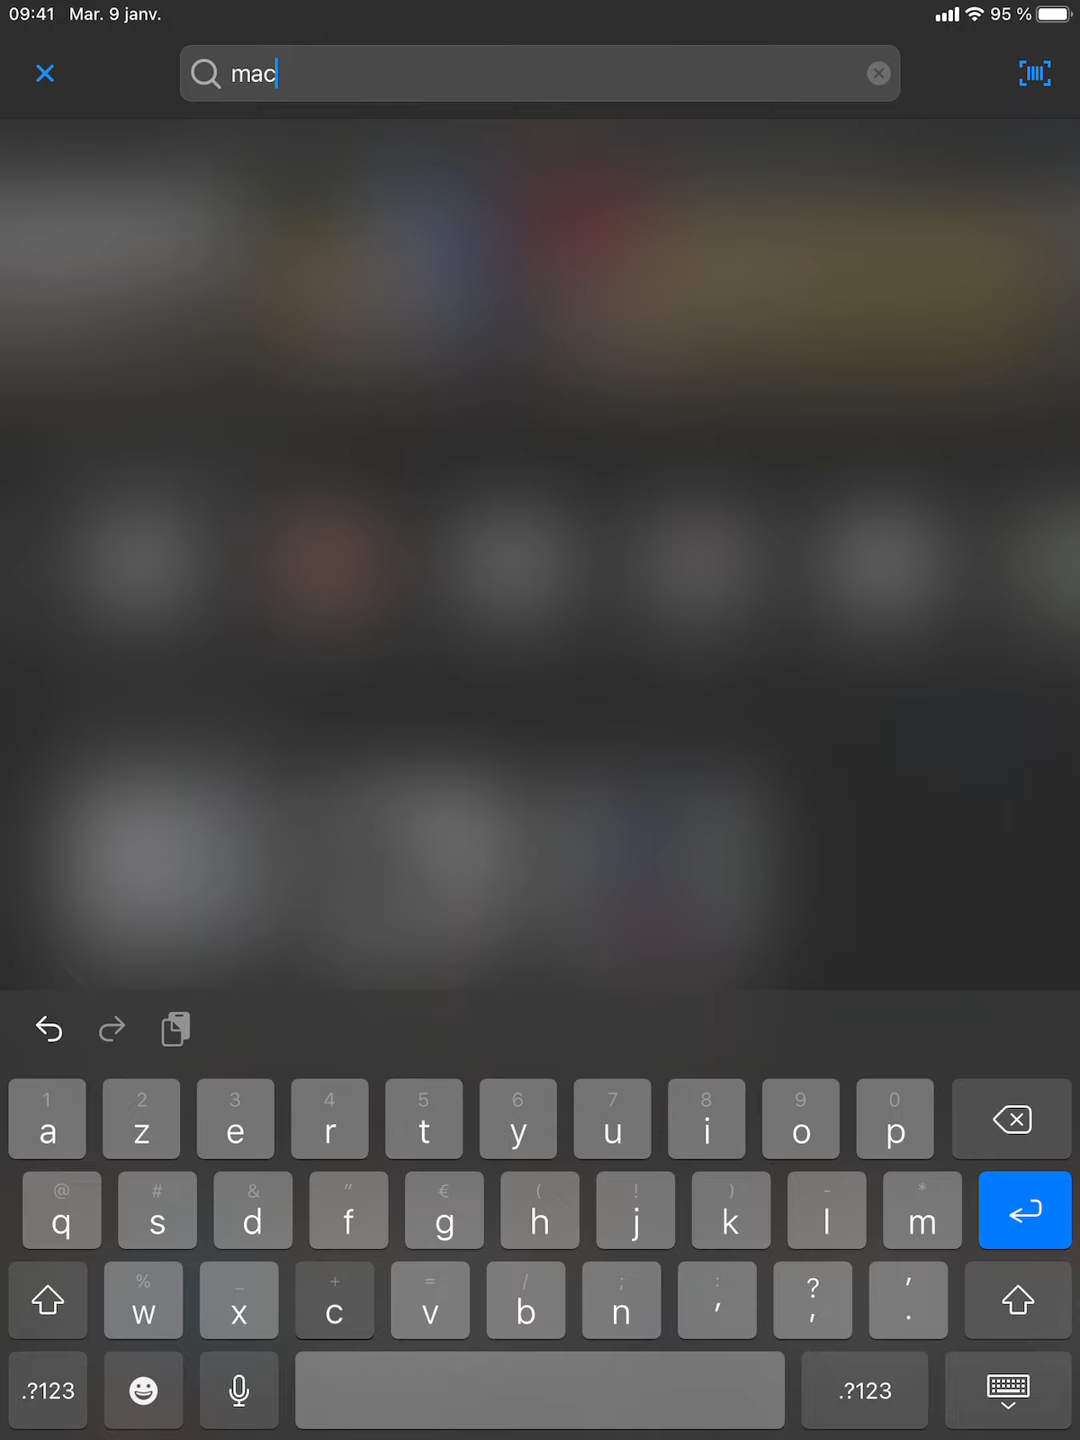 09:41 Mar. 9 janv. 95 %
mac
1 2 3 4 5 6 7 8 9 0
a z e r t y u i o p
@ # & " € ( ! ) - *
q s d f g h j k l m
% _ + = / ; : ? '
w x c v b n ' , .
.?123 .?123